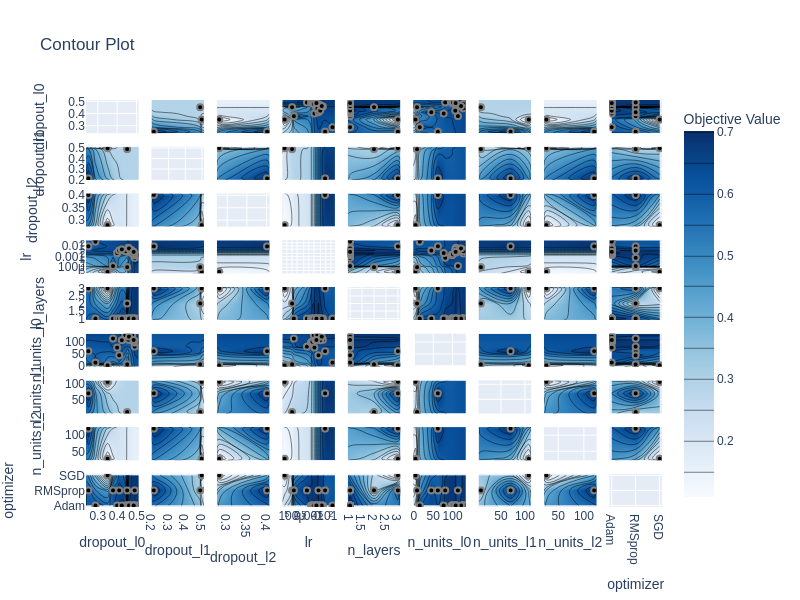 Contour Plot
Objective Value
0.7
0.6
0.5
0.4
0.3
0.2
dropout_l0
0.5
0.4
0.3
dropout_l1
0.5
0.4
0.3
0.2
dropout_l2
0.4
0.35
0.3
lr
0.01
0.001
100μ
n_layers
3
2.5
2
1.5
1
n_units_l0
100
50
0
n_units_l1
100
50
n_units_l2
100
50
optimizer
SGD
RMSprop
Adam
0.3 0.4 0.5
0.2 0.3 0.4 0.5
0.3 0.35 0.4
1 1.5 2 2.5 3
0 50 100
50 100
50 100
Adam RMSprop SGD
dropout_l0 dropout_l1 dropout_l2 lr n_layers n_units_l0 n_units_l1 n_units_l2 optimizer